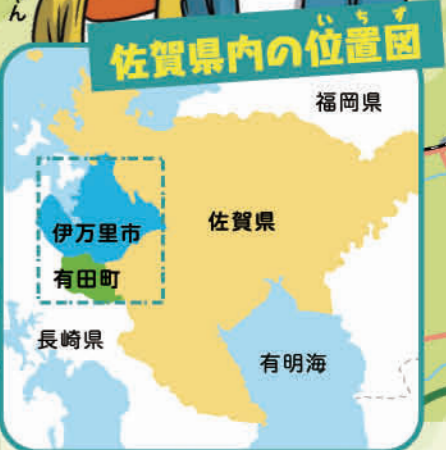 ん
いちず
佐賀県内の位置図
福岡県
佐賀県
伊万里市
有田町
長崎県
有明海